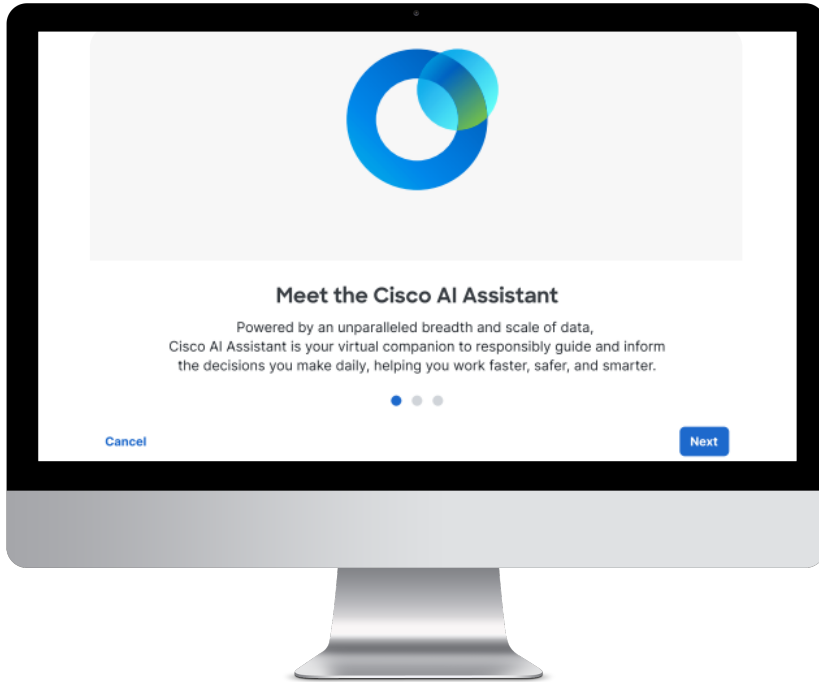 Meet the Cisco AI Assistant
Powered by an unparalleled breadth and scale of data,
Cisco AI Assistant is your virtual companion to responsibly guide and inform
the decisions you make daily, helping you work faster, safer, and smarter.
Cancel
Next